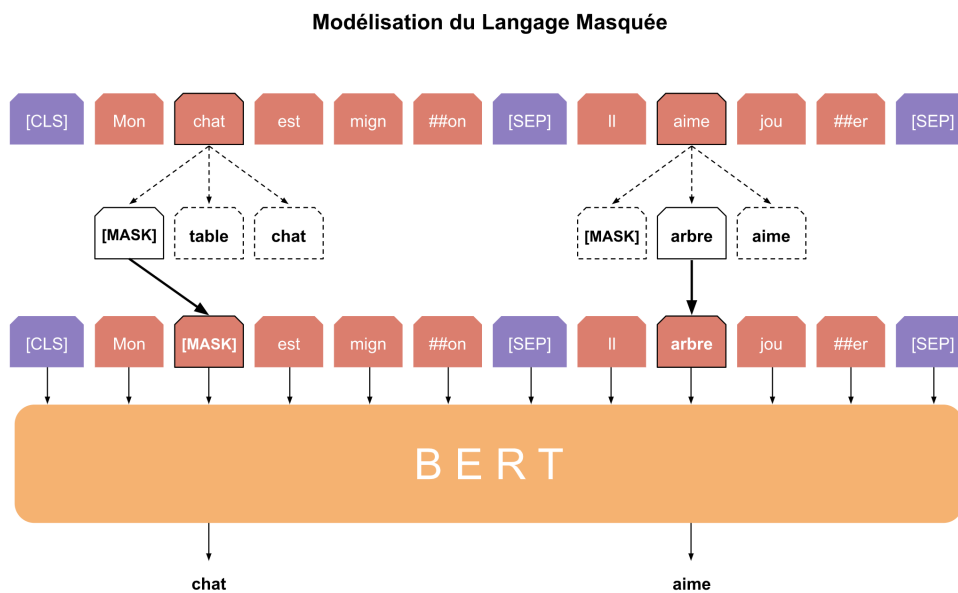 Modélisation du Langage Masquée
[CLS] Mon chat est mign ##on [SEP] Il aime jou ##er [SEP]
[MASK] table chat [MASK] arbre aime
[CLS] Mon [MASK] est mign ##on [SEP] Il arbre jou ##er [SEP]
BERT
chat aime